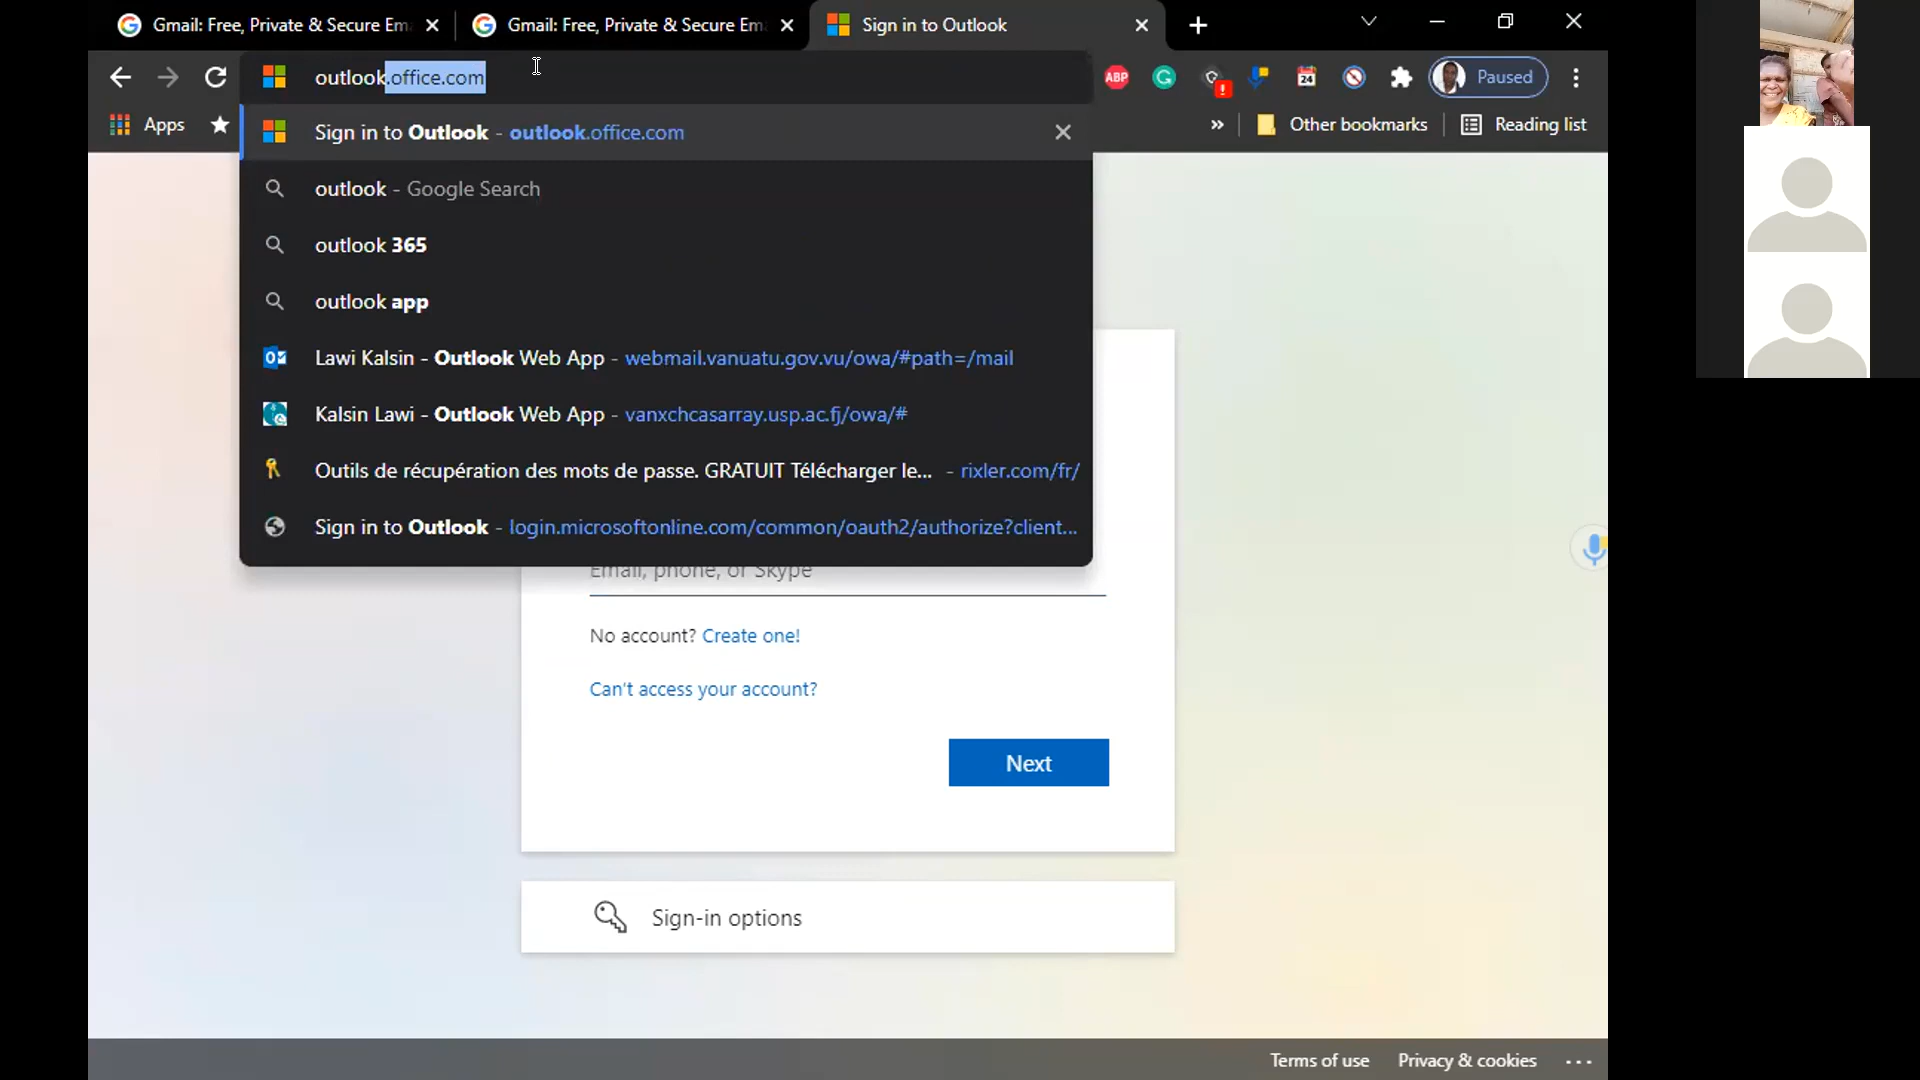 Gmail: Free, Private & Secure Em
Gmail: Free, Private & Secure Em
Sign in to Outlook
outlook.office.com
ABP
24
Paused
Apps
Other bookmarks
Reading list
Sign in to Outlook - outlook.office.com
outlook - Google Search
outlook 365
outlook app
Lawi Kalsin - Outlook Web App - webmail.vanuatu.gov.vu/owa/#path=/mail
Kalsin Lawi - Outlook Web App - vanxchcasarray.usp.ac.fj/owa/#
Outils de récupération des mots de passe. GRATUIT Télécharger le... - rixler.com/fr/
Sign in to Outlook - login.microsoftonline.com/common/oauth2/authorize?client...
Email, phone, or Skype
No account? Create one!
Can't access your account?
Next
Sign-in options
Terms of use
Privacy & cookies